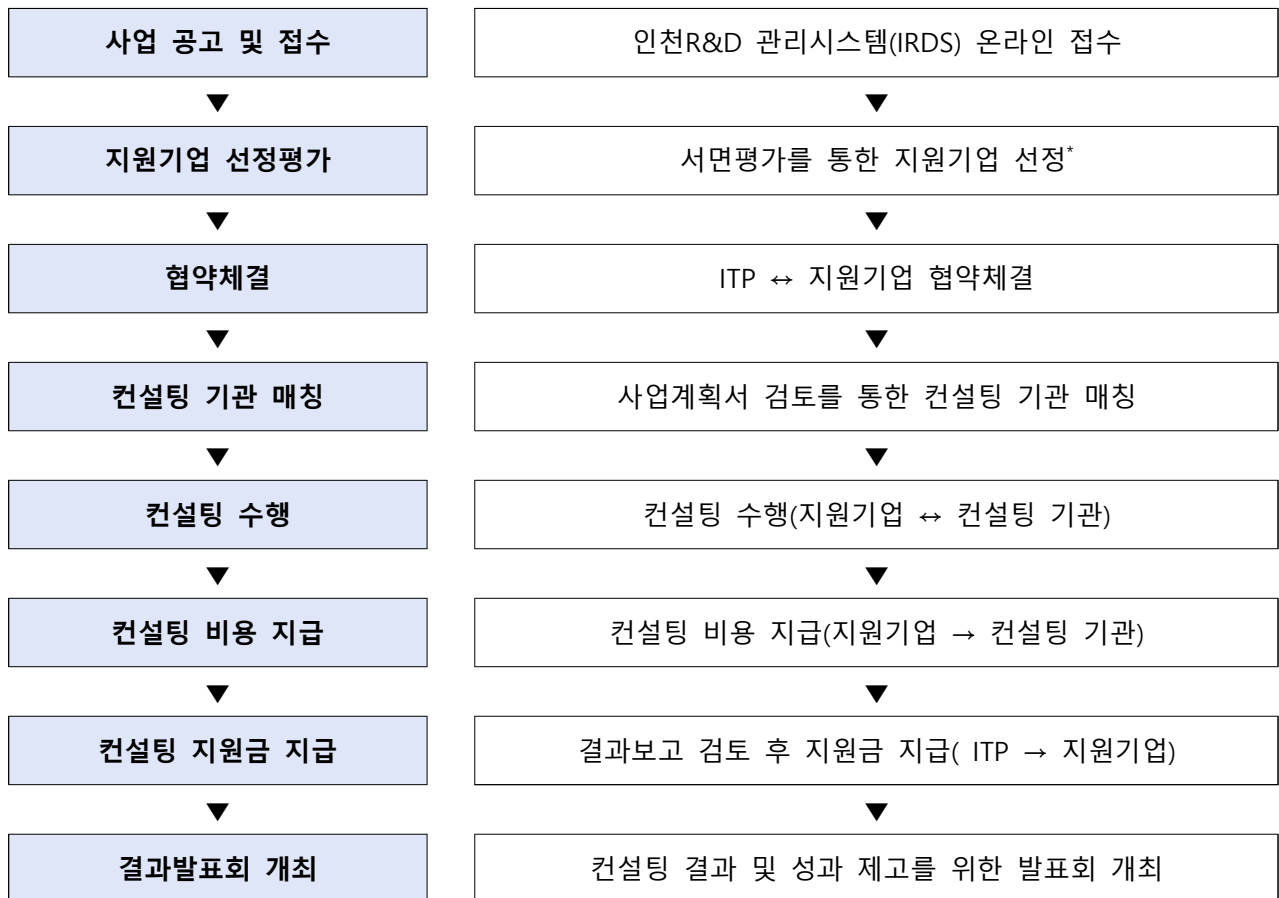 사업 공고 및 접수
인천R&D 관리시스템(IRDS) 온라인 접수
▼ ▼
지원기업 선정평가
서면평가를 통한 지원기업 선정*
▼ ▼
협약체결
ITP ↔ 지원기업 협약체결
▼ ▼
컨설팅 기관 매칭
사업계획서 검토를 통한 컨설팅 기관 매칭
▼ ▼
컨설팅 수행
컨설팅 수행(지원기업 ↔ 컨설팅 기관)
▼ ▼
컨설팅 비용 지급
컨설팅 비용 지급(지원기업 → 컨설팅 기관)
▼ ▼
컨설팅 지원금 지급
결과보고 검토 후 지원금 지급( ITP → 지원기업)
▼ ▼
결과발표회 개최
컨설팅 결과 및 성과 제고를 위한 발표회 개최